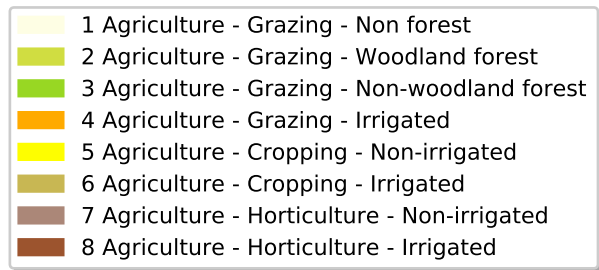 1 Agriculture - Grazing - Non forest
2 Agriculture - Grazing - Woodland forest
3 Agriculture - Grazing - Non-woodland forest
4 Agriculture - Grazing - Irrigated
5 Agriculture - Cropping - Non-irrigated
6 Agriculture - Cropping - Irrigated
7 Agriculture - Horticulture - Non-irrigated
8 Agriculture - Horticulture - Irrigated